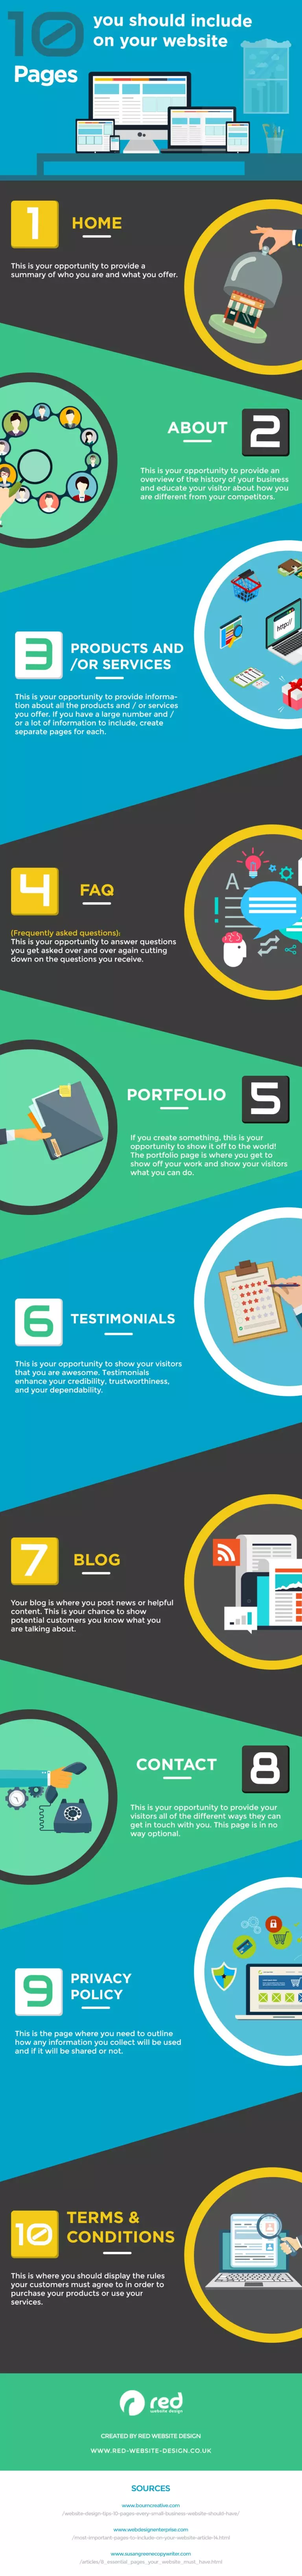 10 you should include
on your website
Pages
1
HOME
This is your opportunity to provide a
summary of who you are and what you offer.
ABOUT
2
This is your opportunity to provide an
overview of the history of your business
and educate your visitor about how you
are different from your competitors.
3
PRODUCTS AND
/OR SERVICES
http://
This is your opportunity to provide informa-
tion about all the products and / or services
you offer. If you have a large number and /
or a lot of information to include, create
separate pages for each.
4
FAQ
A
(Frequently asked questions):
This is your opportunity to answer questions
you get asked over and over again cutting
down on the questions you receive.
PORTFOLIO
5
If you create something, this is your
opportunity to show it off to the world!
The portfolio page is where you get to
show off your work and show your visitors
what you can do.
6
TESTIMONIALS
This is your opportunity to show your visitors
that you are awesome. Testimonials
enhance your credibility, trustworthiness,
and your dependability.
7
BLOG
Your blog is where you post news or helpful
content. This is your chance to show
potential customers you know what you
are talking about.
CONTACT
8
This is your opportunity to provide your
visitors all of the different ways they can
get in touch with you. This page is in no
way optional.
9
PRIVACY
POLICY
This is the page where you need to outline
how any information you collect will be used
and if it will be shared or not.
10
TERMS &
CONDITIONS
This is where you should display the rules
your customers must agree to in order to
purchase your products or use your
services.
red
website design
CREATED BY RED WEBSITE DESIGN
WWW.RED-WEBSITE-DESIGN.CO.UK
SOURCES
www.bourncreative.com
/website-design-tips-10-pages-every-small-business-website-should-have/
www.webdesignenterprise.com
/most-important-pages-to-include-on-your-website-article-14.html
www.susangreenecopywriter.com
/articles/8_essential_pages_your_website_must_have.html